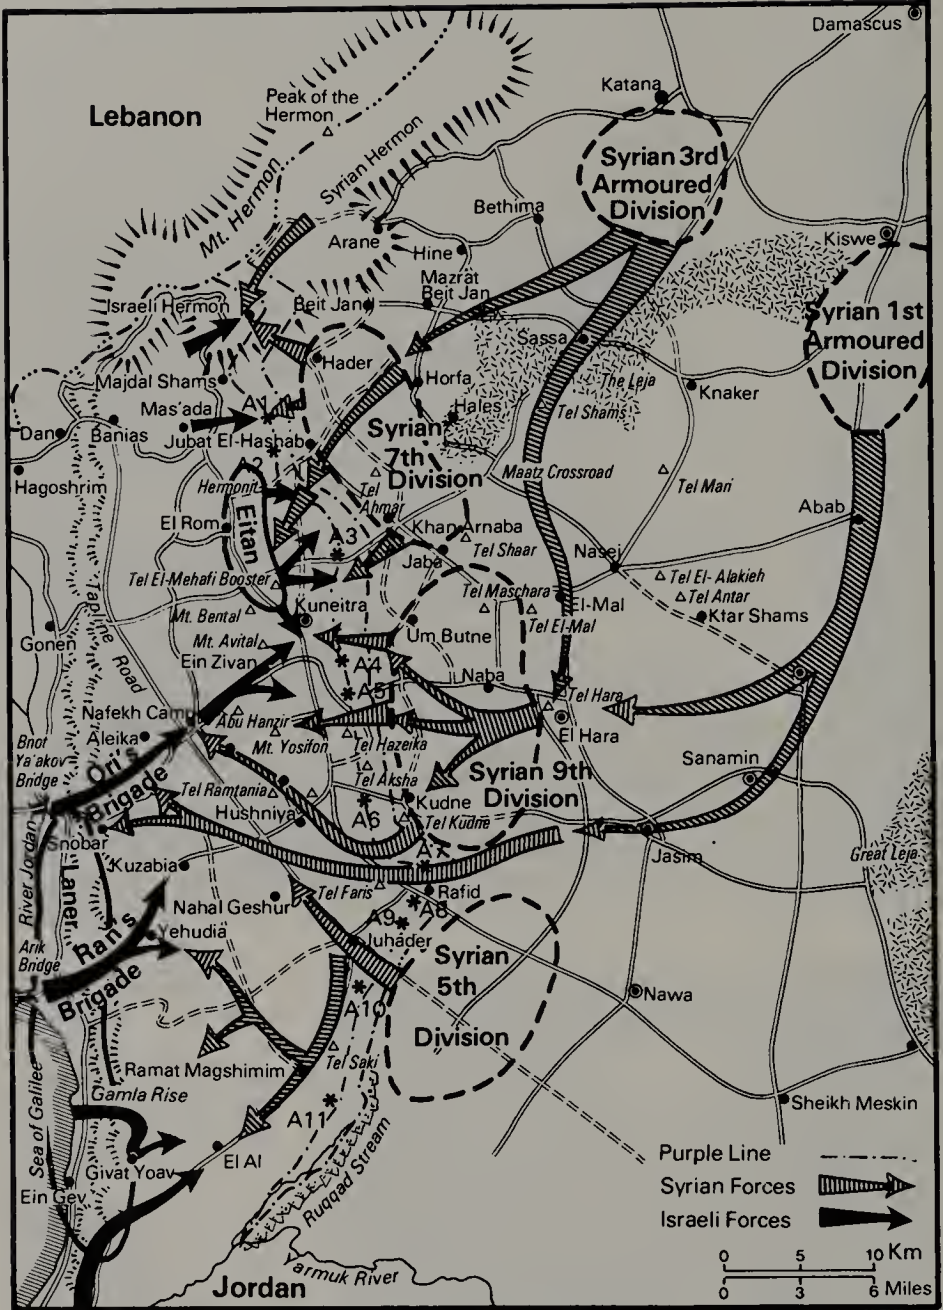 Damascus
Katana
Lebanon
Peak of the
Hermon
Syrian Hermon
Mt. Hermon
Syrian 3rd
Armoured
Division
Bethima
Arane
Hine
Kiswe
Mazrat
Beit Jan
Israeli Hermon
Beit Jan
Syrian 1st
Armoured
Division
Sassa
Hader
Majdal Shams
Horfa
The Leja
Knaker
Mas'ada
A1
Hales
Tel Shams
Dan
Banias
Jubat El-Hashab
Syrian
7th
Division
A2
Hagoshrim
Hermonit
Tel
Ahmar
Maatz Crossroad
Tel Mari
El Rom
Eitan
A3
Khan Arnaba
Abab
Tel Shaar
Jaba
Nasej
Tel El-Mehafi
Booster
Tel Maschara
Tel El-Alakieh
Tel Antar
Tapline
Road
Mt. Bental
Kuneitra
El-Mal
Ktar Shams
Tel El-Mal
Gonen
Mt. Avital
Um Butne
Ein Zivan
A4
Naba
A5
Tel Hara
Nafekh Camp
Abu Hanzir
El Hara
Bnot
Ya'akov
Bridge
Aleika
Mt. Yosifon
Tel Hazeika
Ori's
Brigade
Sanamin
Tel Aksha
Syrian 9th
Division
Tel Ramtania
Kudne
Hushniya
A6
Tel Kudne
Snobar
A7
Jasim
Great Leja
River Jordan
Laner
Kuzabia
Tel Faris
Rafid
Nahal Geshur
A8
A9
Ran's
Brigade
Yehudia
Juhader
Arik
Bridge
Syrian
5th
Division
Nawa
A10
Tel Saki
Ramat Magshimim
Gamla Rise
Sea of Galilee
A11
Sheikh Meskin
El Al
Givat Yoav
Ruqqad Stream
Ein Gev
Purple Line
Syrian Forces
Israeli Forces
Yarmuk River
Jordan
0 5 10 Km
0 3 6 Miles